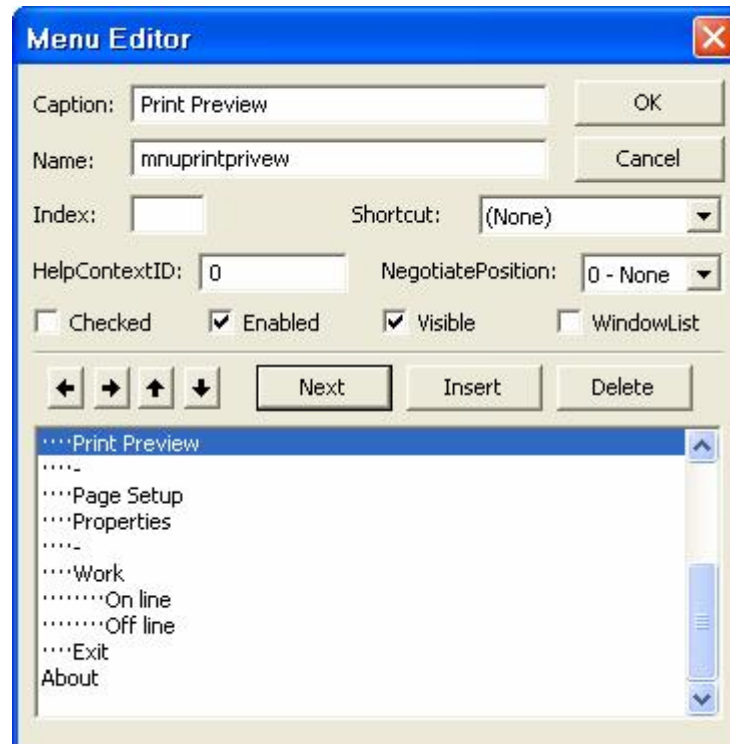 Menu Editor
Caption: Print Preview OK
Name: mnuprintprivew Cancel
Index: Shortcut: (None)
HelpContextID: 0 NegotiatePosition: 0 - None
Checked Enabled Visible WindowList
Next Insert Delete
····Print Preview
····-
····Page Setup
····Properties
····-
····Work
········On line
········Off line
····Exit
About